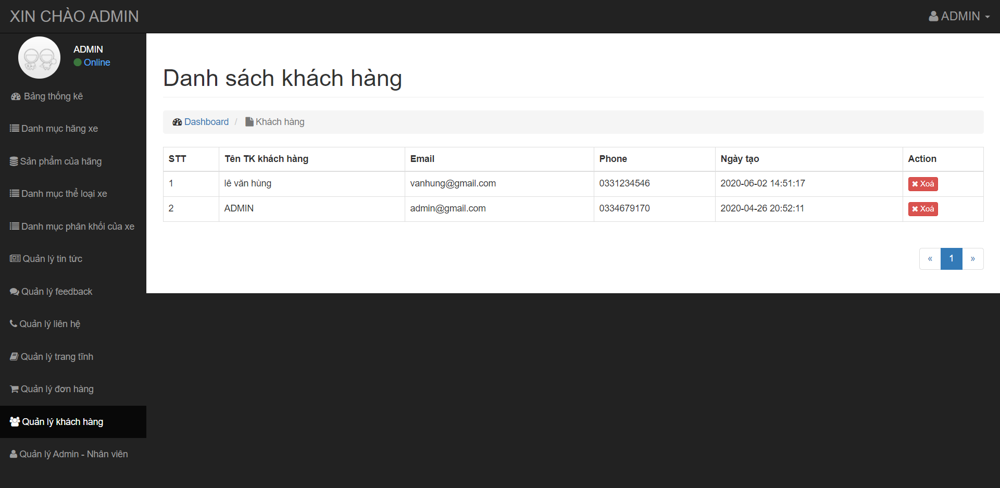 XIN CHÀO ADMIN
ADMIN
ADMIN
Online
Bảng thống kê
Danh mục hãng xe
Sản phẩm của hãng
Danh mục thể loại xe
Danh mục phân khối của xe
Quản lý tin tức
Quản lý feedback
Quản lý liên hệ
Quản lý trang tĩnh
Quản lý đơn hàng
Quản lý khách hàng
Quản lý Admin - Nhân viên
Danh sách khách hàng
Dashboard / Khách hàng
STT Tên TK khách hàng Email Phone Ngày tạo Action
1 lê văn hùng vanhung@gmail.com 0331234546 2020-06-02 14:51:17 Xoá
2 ADMIN admin@gmail.com 0334679170 2020-04-26 20:52:11 Xoá
« 1 »